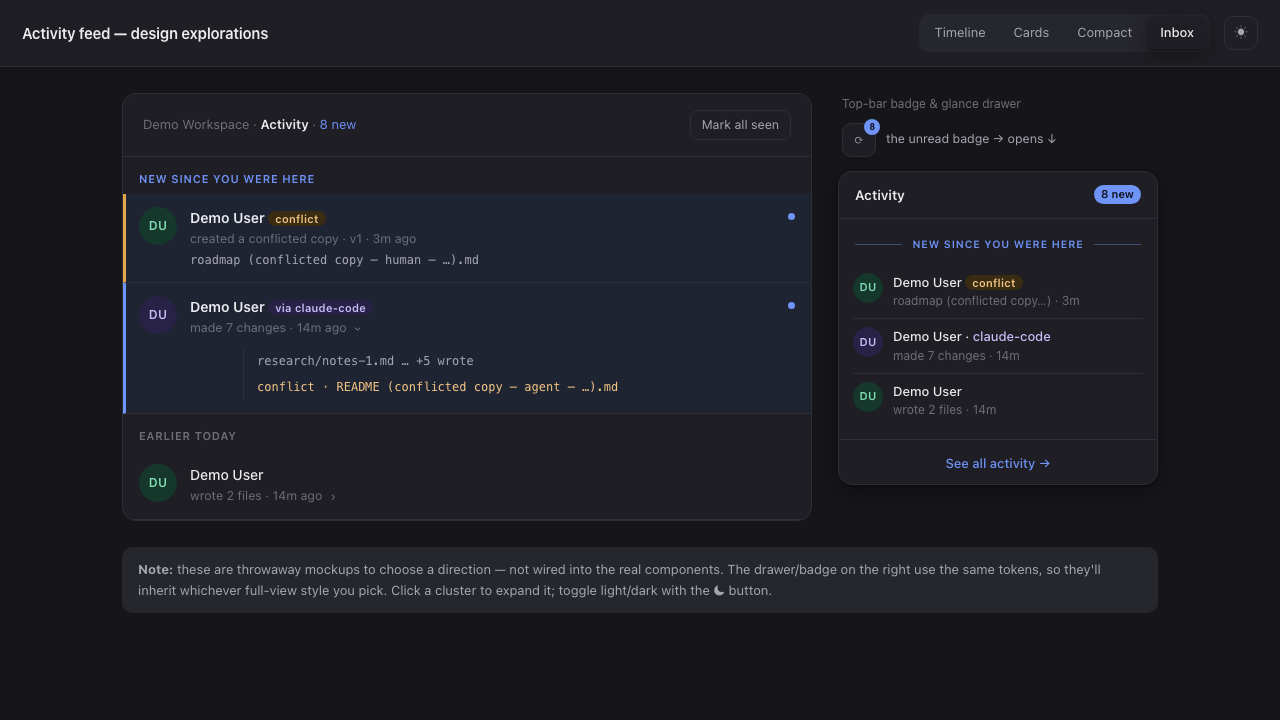 Activity feed — design explorations
Timeline
Cards
Compact
Inbox
Demo Workspace · Activity · 8 new
Mark all seen
NEW SINCE YOU WERE HERE
DU
Demo User conflict
created a conflicted copy · v1 · 3m ago
roadmap (conflicted copy — human — …).md
DU
Demo User via claude-code
made 7 changes · 14m ago ⌄
research/notes-1.md … +5 wrote
conflict · README (conflicted copy — agent — …).md
EARLIER TODAY
DU
Demo User
wrote 2 files · 14m ago ›
Top-bar badge & glance drawer
8
the unread badge → opens ↓
Activity
8 new
NEW SINCE YOU WERE HERE
DU
Demo User conflict
roadmap (conflicted copy…) · 3m
DU
Demo User · claude-code
made 7 changes · 14m
DU
Demo User
wrote 2 files · 14m
See all activity →
Note: these are throwaway mockups to choose a direction — not wired into the real components. The drawer/badge on the right use the same tokens, so they'll
inherit whichever full-view style you pick. Click a cluster to expand it; toggle light/dark with the ⏾ button.